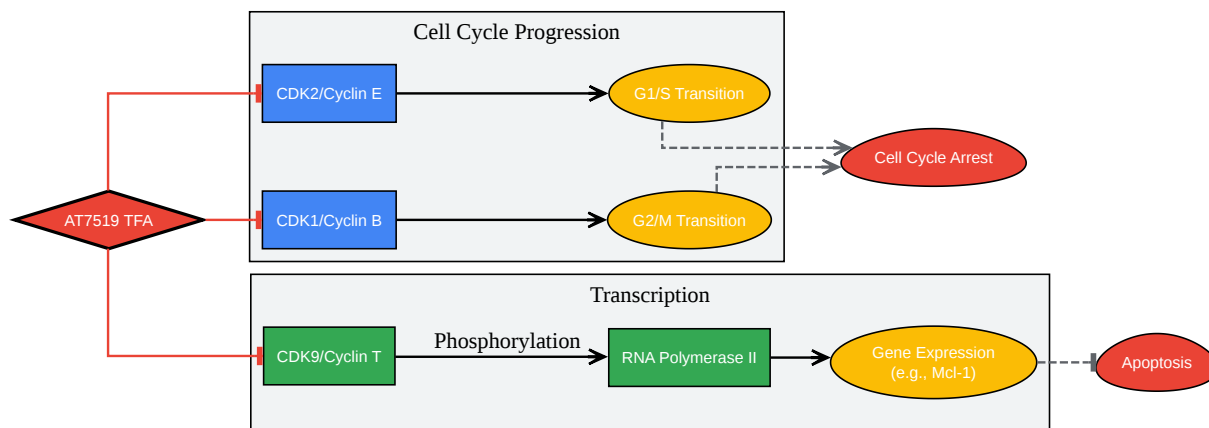 Cell Cycle Progression
CDK2/Cyclin E
G1/S Transition
Cell Cycle Arrest
AT7519 TFA
CDK1/Cyclin B
G2/M Transition
Transcription
CDK9/Cyclin T
Phosphorylation
RNA Polymerase II
Gene Expression
(e.g., Mcl-1)
Apoptosis